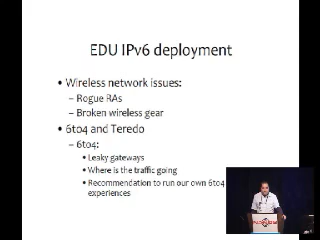 EDU IPv6 deployment
• Wireless network issues:
– Rogue RAs
– Broken wireless gear
• 6to4 and Teredo
– 6to4:
• Leaky gateways
• Where is the traffic going
• Recommendation to run our own 6to4
experiences